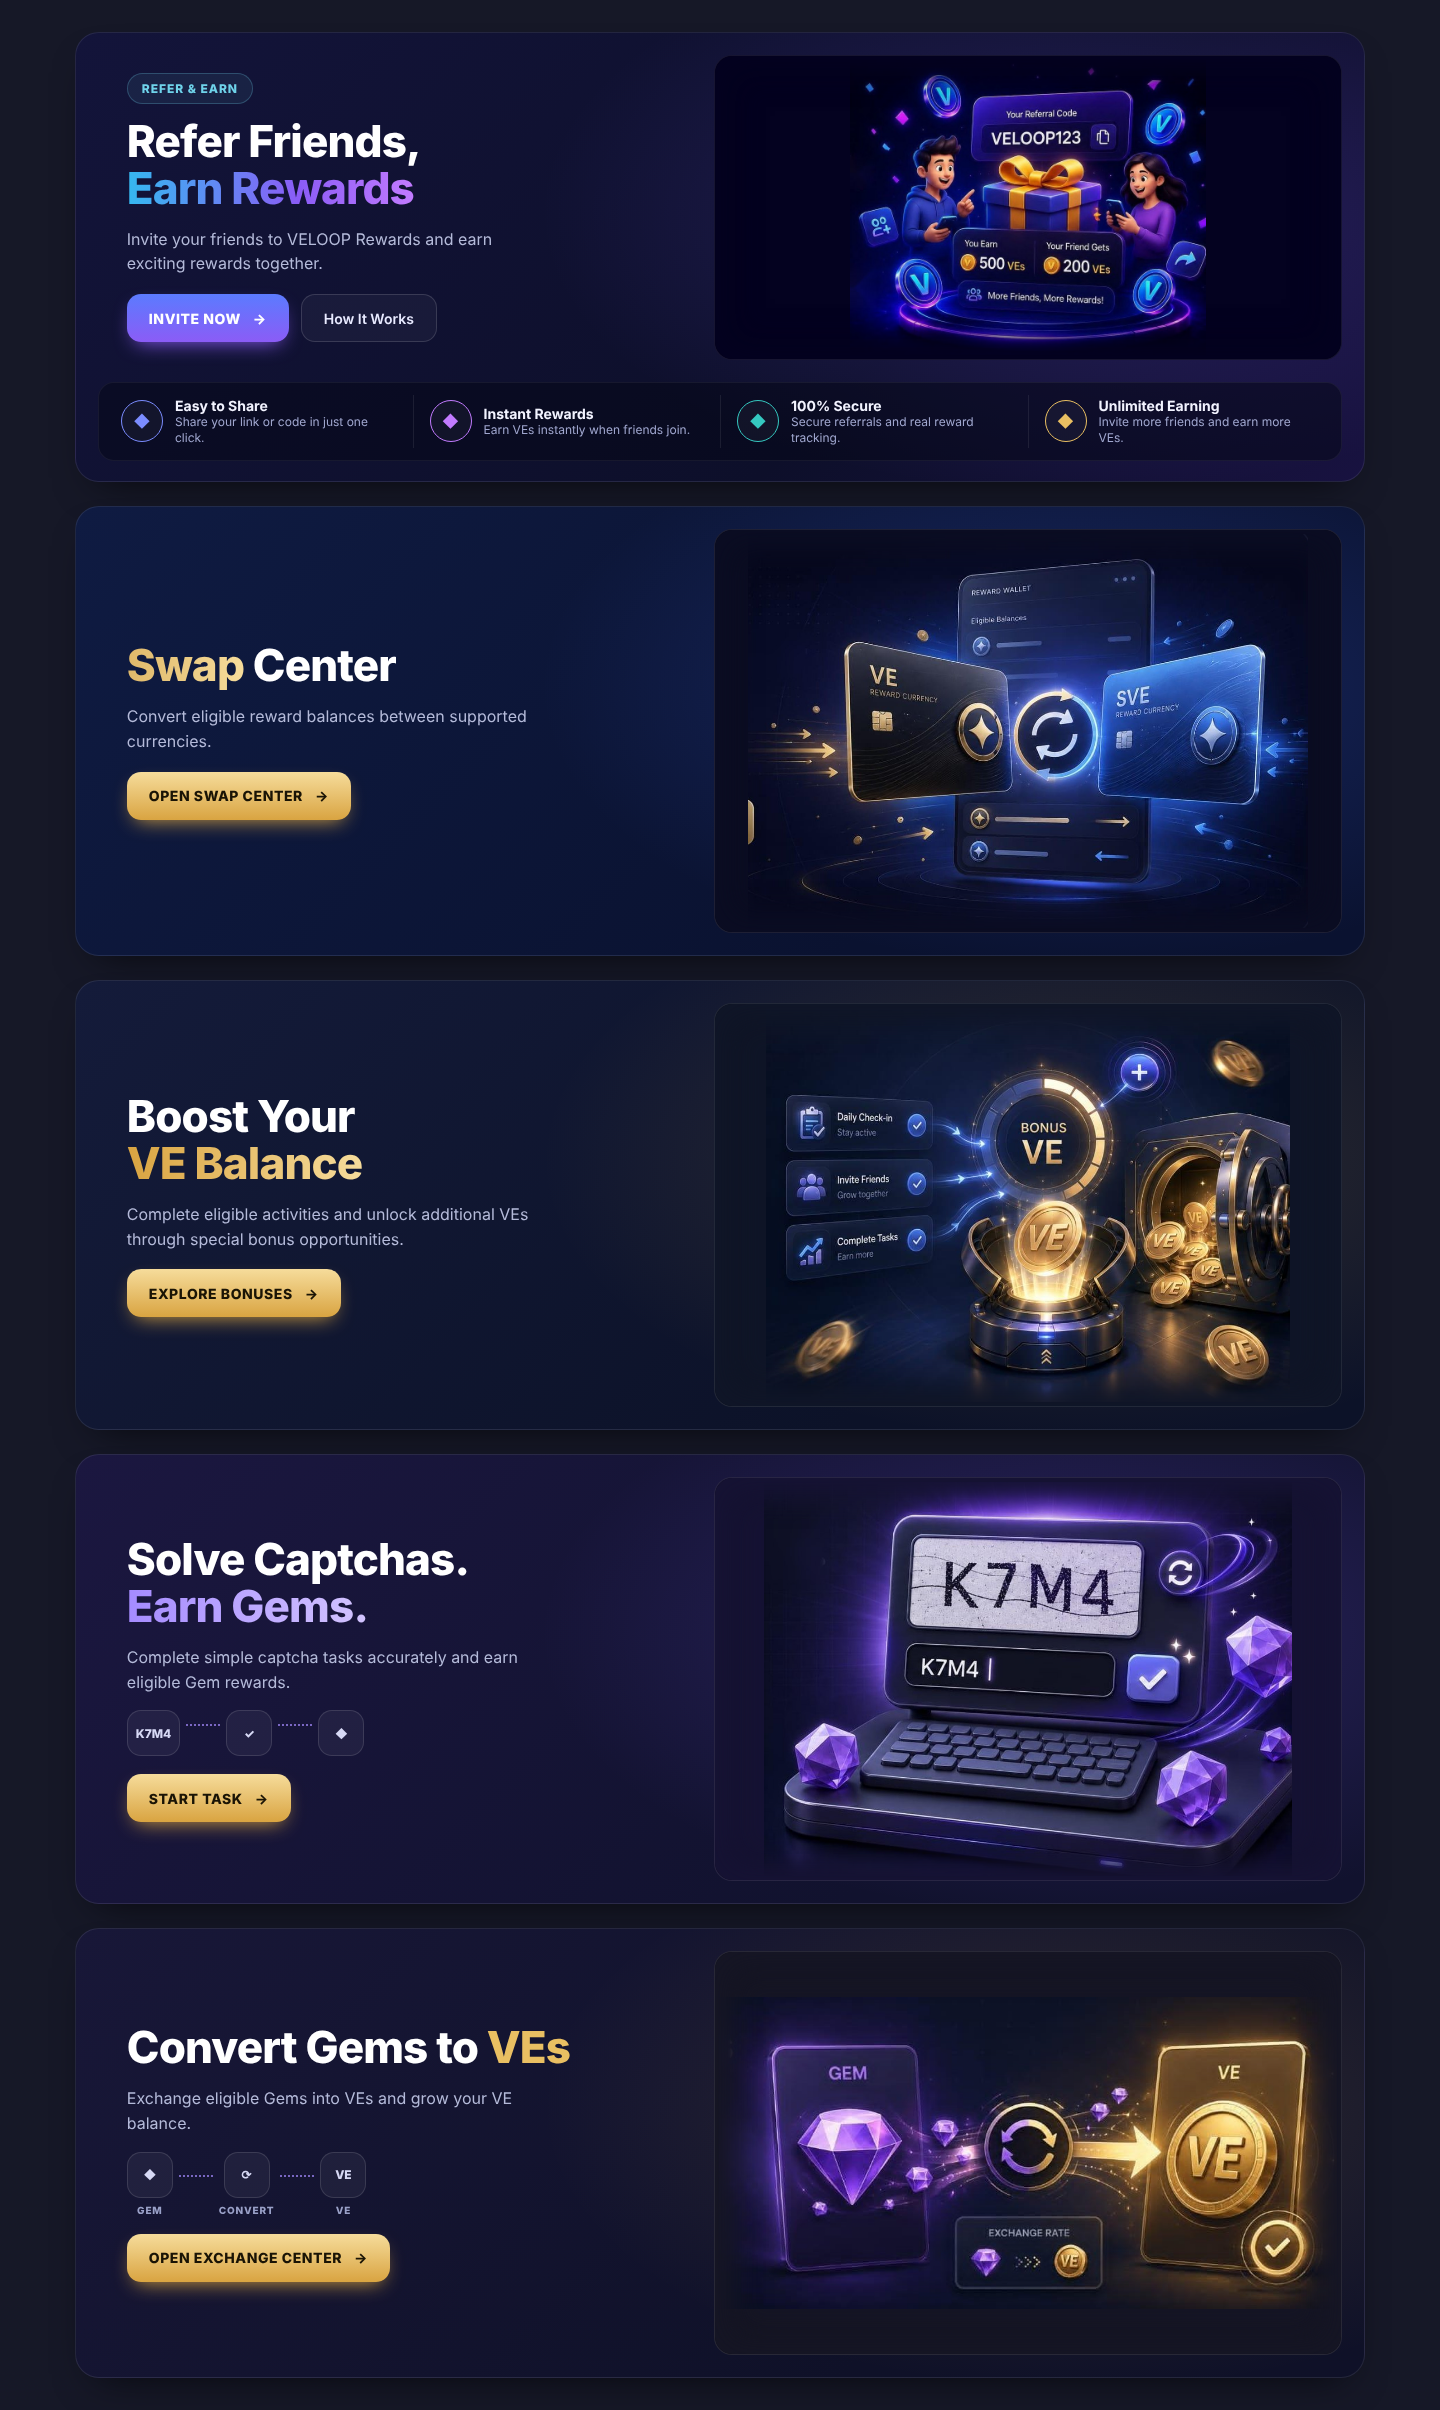 REFER & EARN
Refer Friends,
Earn Rewards
Invite your friends to VELOOP Rewards and earn
exciting rewards together.
INVITE NOW →
How It Works
Your Referral Code
VELOOP123
You Earn
500 VEs
Your Friend Gets
200 VEs
More Friends, More Rewards!
Easy to Share
Share your link or code in just one
click.
Instant Rewards
Earn VEs instantly when friends join.
100% Secure
Secure referrals and real reward
tracking.
Unlimited Earning
Invite more friends and earn more
VEs.
Swap Center
Convert eligible reward balances between supported
currencies.
OPEN SWAP CENTER →
REWARD WALLET
Eligible Balances
VE
REWARD CURRENCY
SVE
REWARD CURRENCY
Boost Your
VE Balance
Complete eligible activities and unlock additional VEs
through special bonus opportunities.
EXPLORE BONUSES →
Daily Check-in
Stay active
Invite Friends
Grow together
Complete Tasks
Earn more
BONUS
VE
VE
VE
VE
VE
VE
VE
VE
VE
VE
Solve Captchas.
Earn Gems.
Complete simple captcha tasks accurately and earn
eligible Gem rewards.
K7M4
START TASK →
K7M4
K7M4
Convert Gems to VEs
Exchange eligible Gems into VEs and grow your VE
balance.
VE
GEM
CONVERT
VE
OPEN EXCHANGE CENTER →
GEM
VE
VE
EXCHANGE RATE
VE